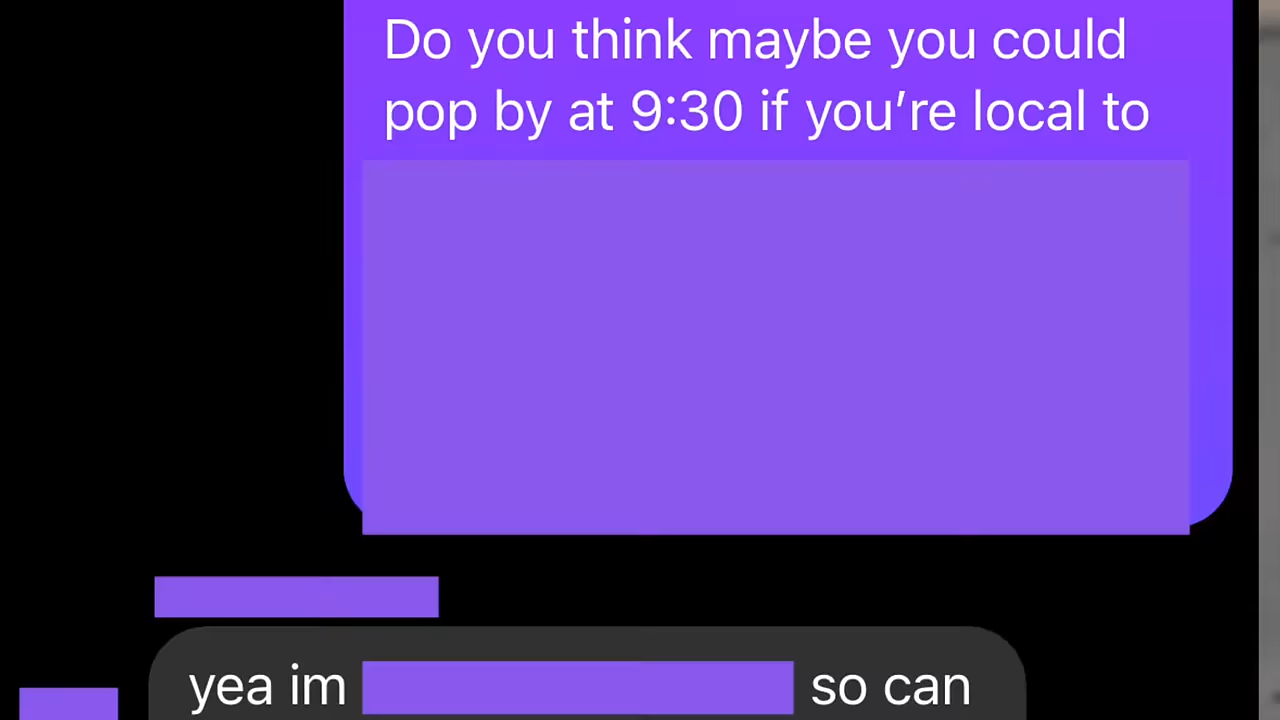 Do you think maybe you could
pop by at 9:30 if you’re local to
yea im so can